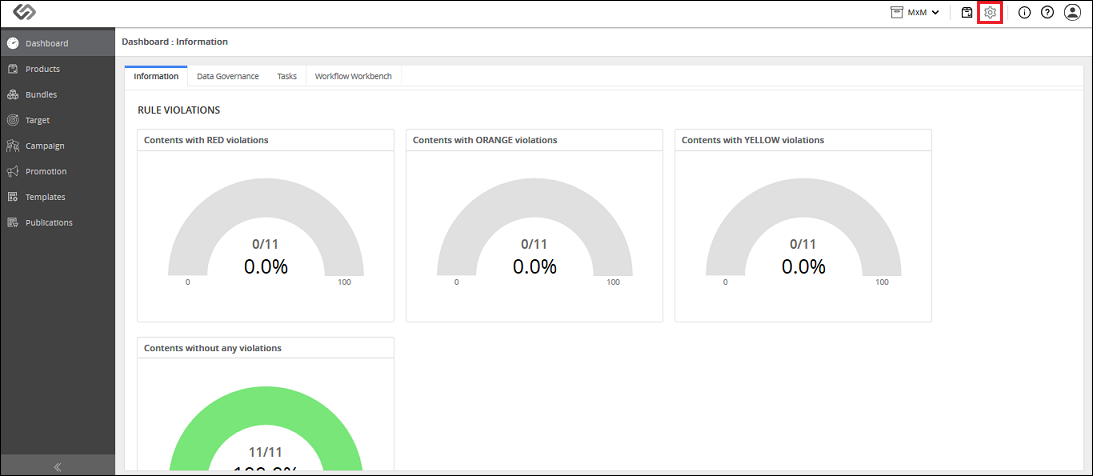 MxM
Dashboard
Products
Bundles
Target
Campaign
Promotion
Templates
Publications
Dashboard : Information
Information Data Governance Tasks Workflow Workbench
RULE VIOLATIONS
Contents with RED violations
0/11
0.0%
0 100
Contents with ORANGE violations
0/11
0.0%
0 100
Contents with YELLOW violations
0/11
0.0%
0 100
Contents without any violations
11/11